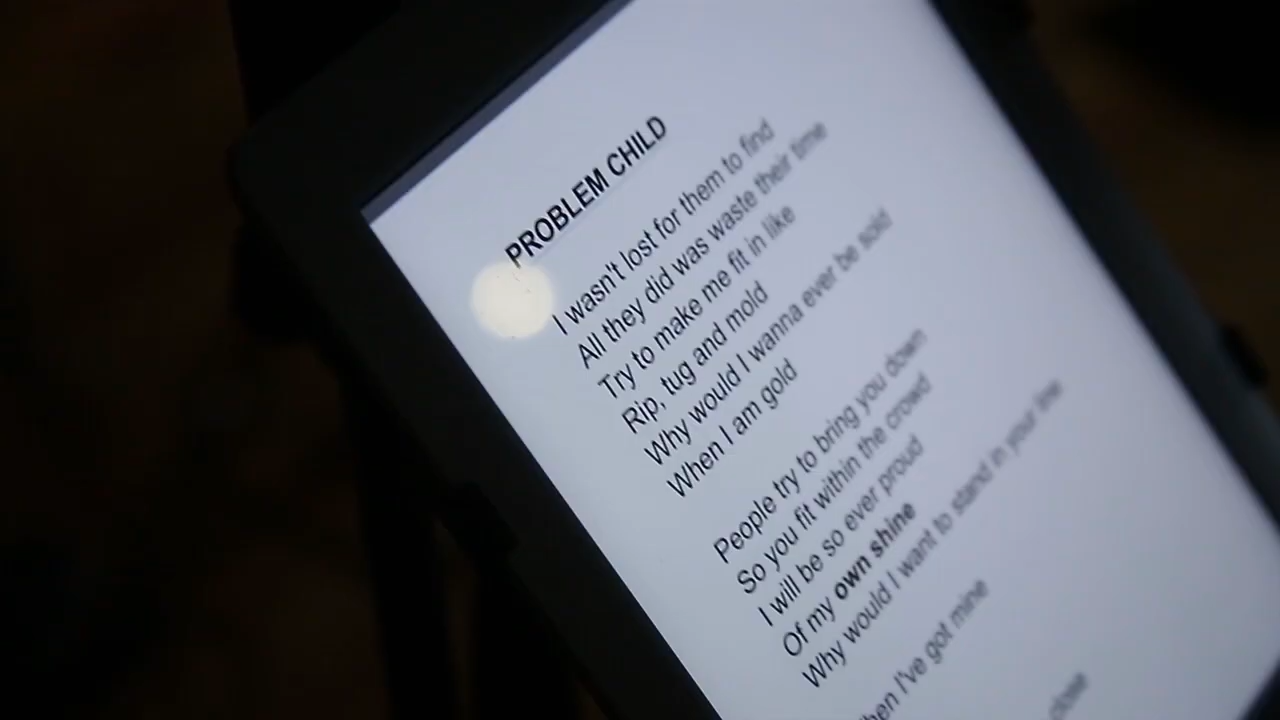 PROBLEM CHILD
I wasn't lost for them to find
All they did was waste their time
Try to make me fit in like
Rip, tug and mold
Why would I wanna ever be sold
When I am gold
People try to bring you down
So you fit within the crowd
I will be so ever proud
Of my own shine
Why would I want to stand in your line
I've got mine
close